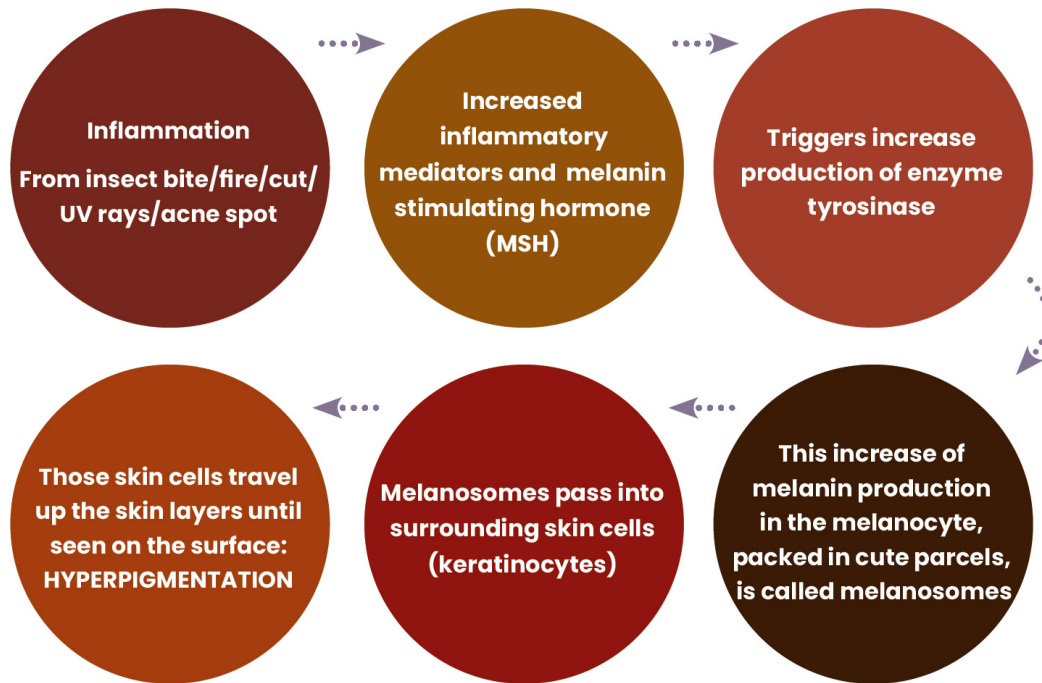 Inflammation
From insect bite/fire/cut/
UV rays/acne spot
Increased
inflammatory
mediators and melanin
stimulating hormone
(MSH)
Triggers increase
production of enzyme
tyrosinase
This increase of
melanin production
in the melanocyte,
packed in cute parcels,
is called melanosomes
Melanosomes pass into
surrounding skin cells
(keratinocytes)
Those skin cells travel
up the skin layers until
seen on the surface:
HYPERPIGMENTATION